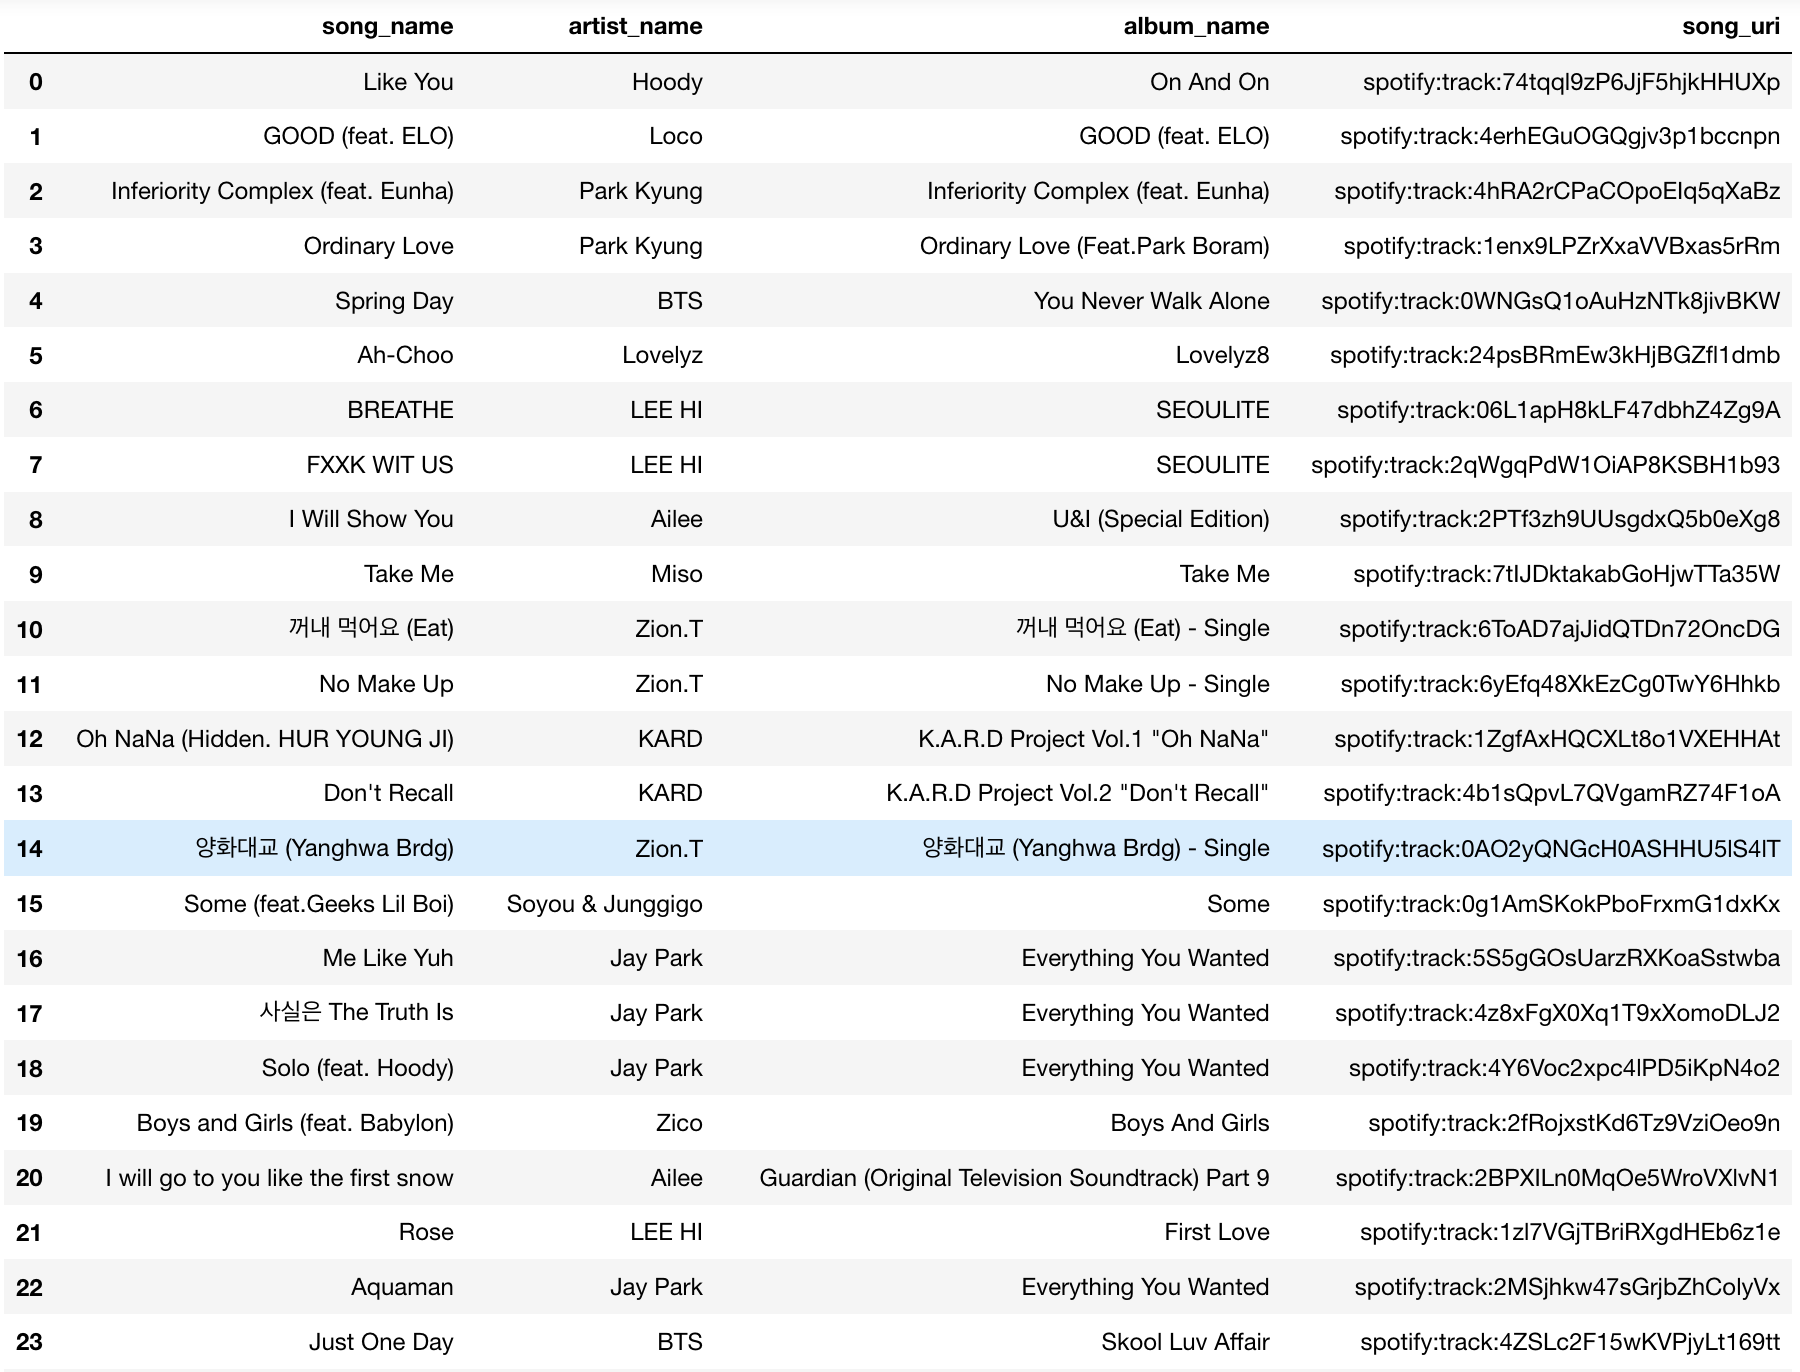 song_name artist_name album_name song_uri
0 Like You Hoody On And On spotify:track:74tqql9zP6JjF5hjkHHUXp
1 GOOD (feat. ELO) Loco GOOD (feat. ELO) spotify:track:4erhEGuOGQgjv3p1bccnpn
2 Inferiority Complex (feat. Eunha) Park Kyung Inferiority Complex (feat. Eunha) spotify:track:4hRA2rCPaCOpoElq5qXaBz
3 Ordinary Love Park Kyung Ordinary Love (Feat.Park Boram) spotify:track:1enx9LPZrXxaVVBxas5rRm
4 Spring Day BTS You Never Walk Alone spotify:track:0WNGsQ1oAuHzNTk8jivBKW
5 Ah-Choo Lovelyz Lovelyz8 spotify:track:24psBRmEw3kHjBGZfl1dmb
6 BREATHE LEE HI SEOULITE spotify:track:06L1apH8kLF47dbhZ4Zg9A
7 FXXK WIT US LEE HI SEOULITE spotify:track:2qWgqPdW1OiAP8KSBH1b93
8 I Will Show You Ailee U&I (Special Edition) spotify:track:2PTf3zh9UUsgdxQ5b0eXg8
9 Take Me Miso Take Me spotify:track:7tIJDktakabGoHjwTTa35W
10 꺼내 먹어요 (Eat) Zion.T 꺼내 먹어요 (Eat) - Single spotify:track:6ToAD7ajJidQTDn72OncDG
11 No Make Up Zion.T No Make Up - Single spotify:track:6yEfq48XkEzCg0TwY6Hhkb
12 Oh NaNa (Hidden. HUR YOUNG JI) KARD K.A.R.D Project Vol.1 "Oh NaNa" spotify:track:1ZgfAxHQCXLt8o1VXEHHAt
13 Don't Recall KARD K.A.R.D Project Vol.2 "Don't Recall" spotify:track:4b1sQpvL7QVgamRZ74F1oA
14 양화대교 (Yanghwa Brdg) Zion.T 양화대교 (Yanghwa Brdg) - Single spotify:track:0AO2yQNGcH0ASHHU5lS4lT
15 Some (feat.Geeks Lil Boi) Soyou & Junggigo Some spotify:track:0g1AmSKokPboFrxmG1dxKx
16 Me Like Yuh Jay Park Everything You Wanted spotify:track:5S5gGOsUarzRXKoaSstwba
17 사실은 The Truth Is Jay Park Everything You Wanted spotify:track:4z8xFgX0Xq1T9xXomoDLJ2
18 Solo (feat. Hoody) Jay Park Everything You Wanted spotify:track:4Y6Voc2xpc4lPD5iKpN4o2
19 Boys and Girls (feat. Babylon) Zico Boys And Girls spotify:track:2fRojxstKd6Tz9VziOeo9n
20 I will go to you like the first snow Ailee Guardian (Original Television Soundtrack) Part 9 spotify:track:2BPXILn0MqOe5WroVXlvN1
21 Rose LEE HI First Love spotify:track:1zl7VGjTBriRXgdHEb6z1e
22 Aquaman Jay Park Everything You Wanted spotify:track:2MSjhkw47sGrjbZhColyVx
23 Just One Day BTS Skool Luv Affair spotify:track:4ZSLc2F15wKVPjyLt169tt